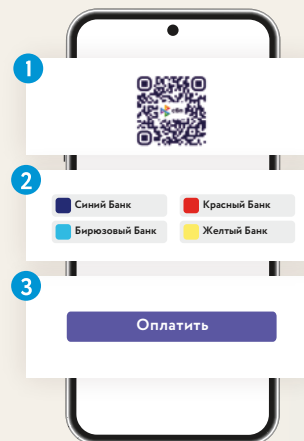 1
2
Синий Банк
Красный Банк
Бирюзовый Банк
Желтый Банк
3
Оплатить